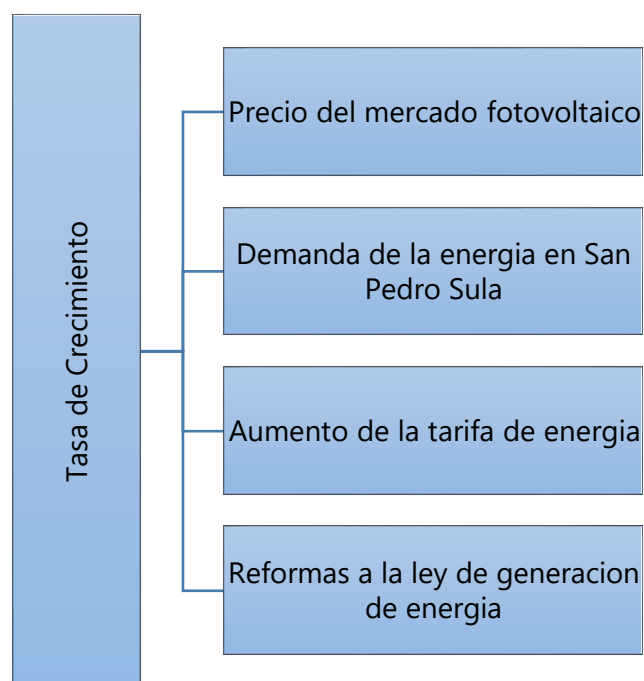 Tasa de Crecimiento
Precio del mercado fotovoltaico
Demanda de la energia en San
Pedro Sula
Aumento de la tarifa de energia
Reformas a la ley de generacion
de energia